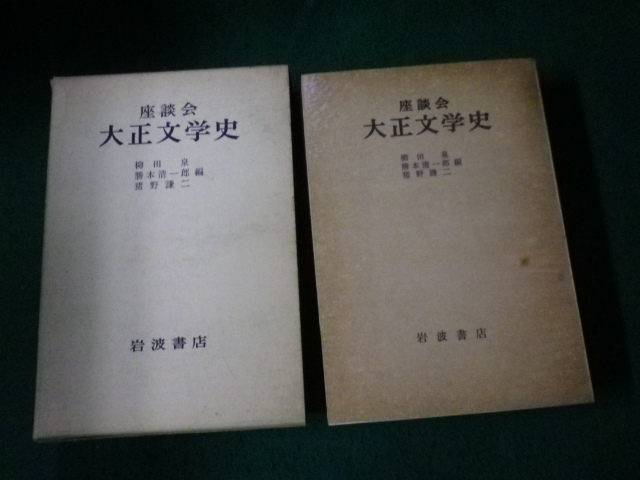 座談会
大正文学史
柳田泉
勝本清一郎 編
猪野謙二
岩波書店
座談会
大正文学史
柳田泉
勝本清一郎 編
猪野謙二
岩波書店